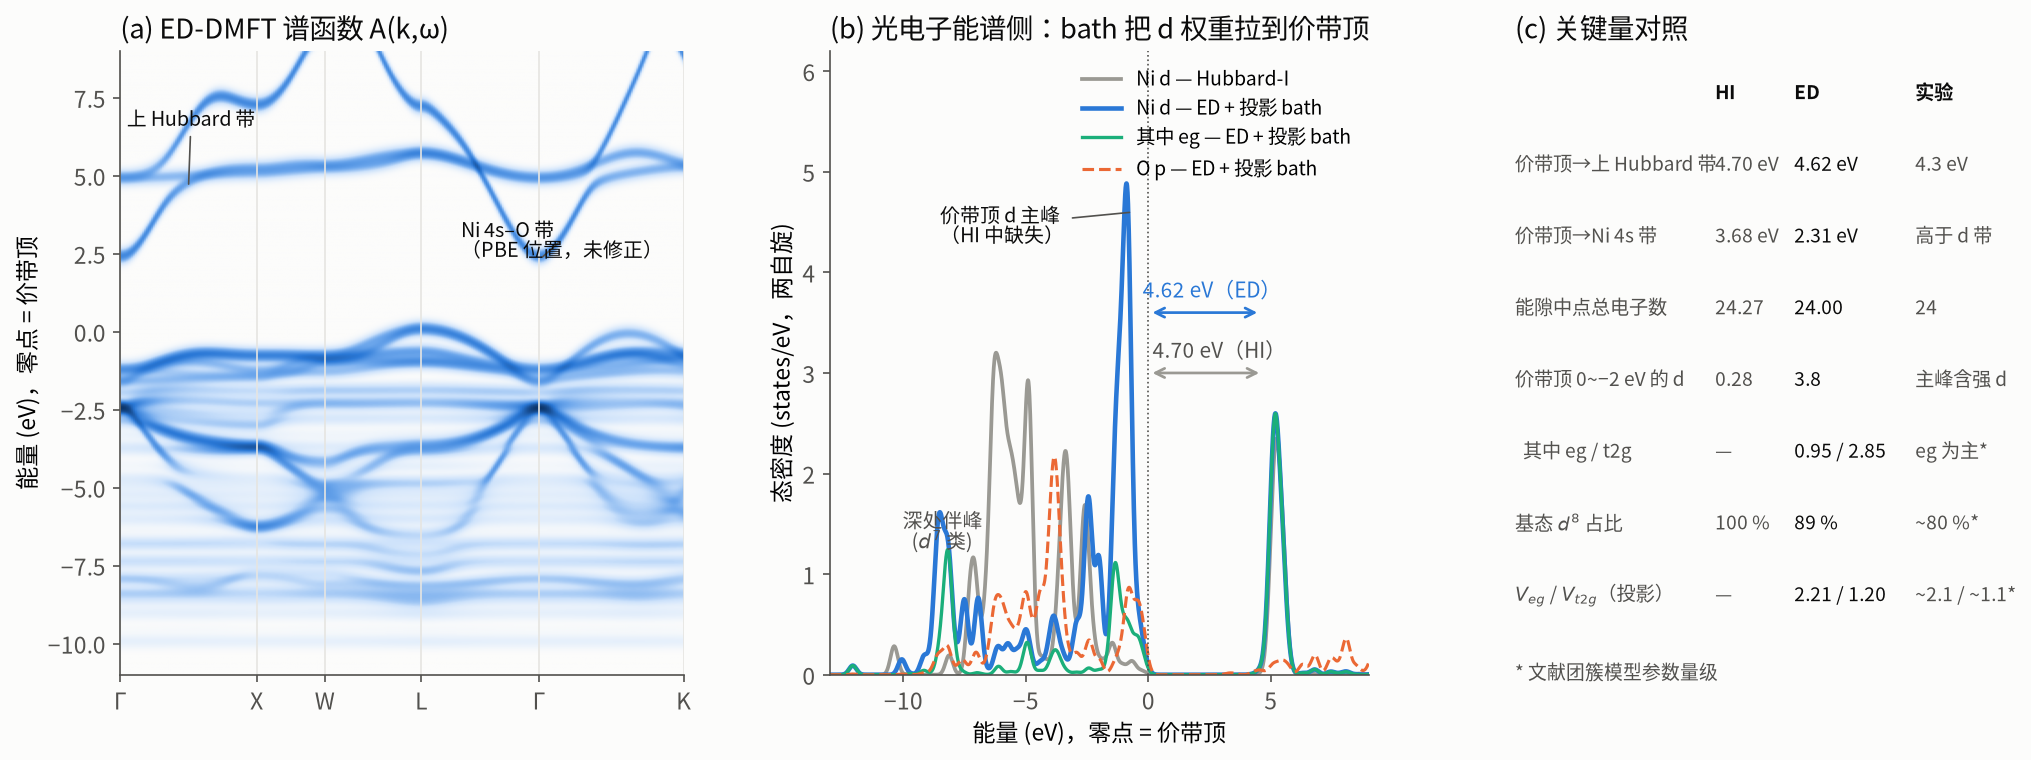 (a) ED-DMFT 谱函数 A(k,ω)
能量 (eV)，零点 = 价带顶
7.5
5.0
2.5
0.0
−2.5
−5.0
−7.5
−10.0
上 Hubbard 带
Ni 4s–O 带
（PBE 位置，未修正）
Γ X W L Γ K
(b) 光电子能谱侧：bath 把 d 权重拉到价带顶
态密度 (states/eV，两自旋)
6
5
4
3
2
1
0
Ni d — Hubbard-I
Ni d — ED + 投影 bath
其中 eg — ED + 投影 bath
O p — ED + 投影 bath
价带顶 d 主峰
（HI 中缺失）
4.62 eV（ED）
4.70 eV（HI）
深处伴峰
(d 类)
−10 −5 0 5
能量 (eV)，零点 = 价带顶
(c) 关键量对照
HI ED 实验
价带顶→上 Hubbard 带 4.70 eV 4.62 eV 4.3 eV
价带顶→Ni 4s 带 3.68 eV 2.31 eV 高于 d 带
能隙中点总电子数 24.27 24.00 24
价带顶 0~−2 eV 的 d 0.28 3.8 主峰含强 d
其中 eg / t2g — 0.95 / 2.85 eg 为主*
基态 d⁸ 占比 100 % 89 % ~80 %*
V_eg / V_t2g（投影） — 2.21 / 1.20 ~2.1 / ~1.1*
* 文献团簇模型参数量级